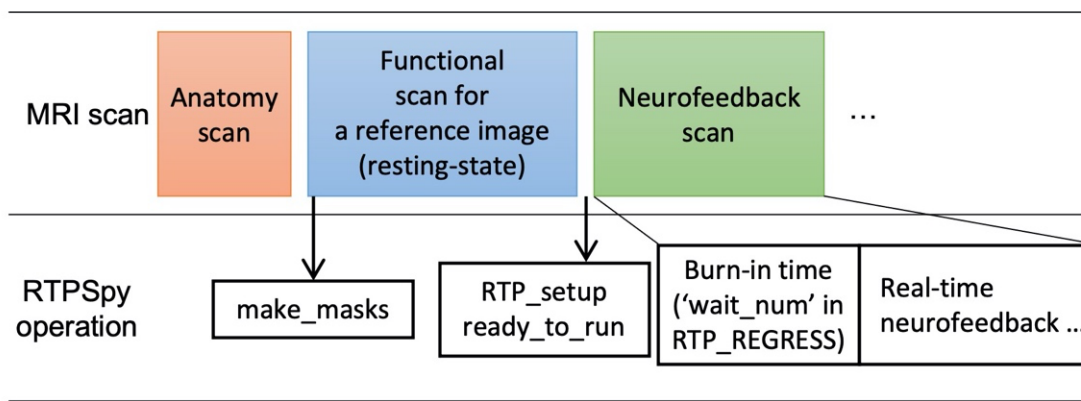 MRI scan
Anatomy
scan
Functional
scan for
a reference image
(resting-state)
Neurofeedback
scan
...
RTPSpy
operation
make_masks
RTP_setup
ready_to_run
Burn-in time
(‘wait_num’ in
RTP_REGRESS)
Real-time
neurofeedback ...